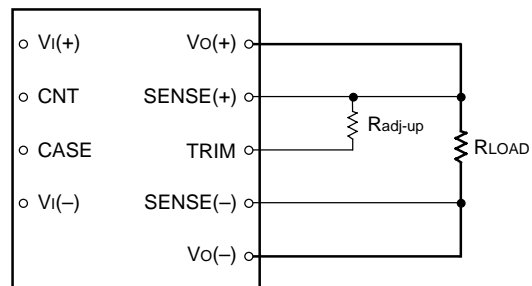 VI(+) VO(+)
CNT SENSE(+)
Radj-up
CASE TRIM RLOAD
VI(–) SENSE(–)
VO(–)